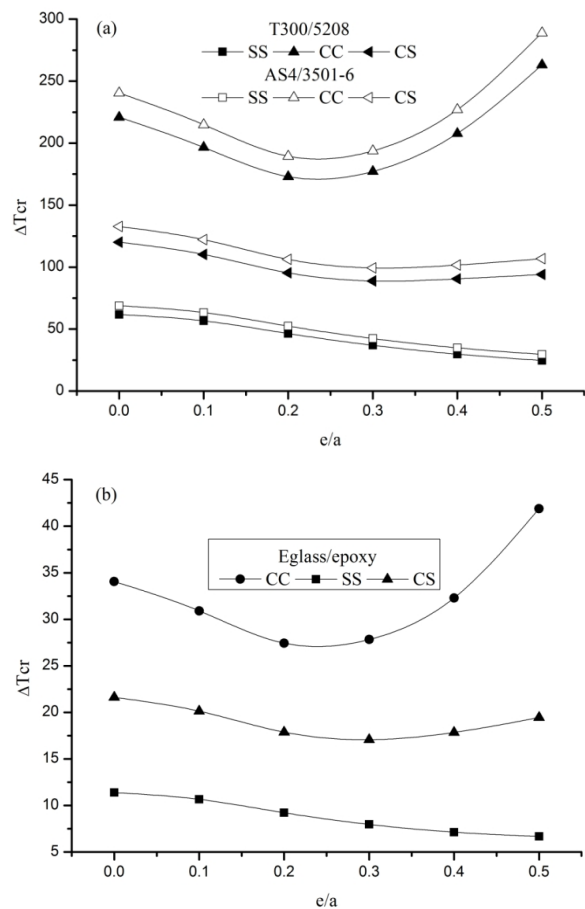 (a)
T300/5208
SS CC CS
AS4/3501-6
SS CC CS
300
250
200
150
100
50
0
ΔTcr
0.0 0.1 0.2 0.3 0.4 0.5
e/a
(b)
Eglass/epoxy
CC SS CS
45
40
35
30
25
20
15
10
5
ΔTcr
0.0 0.1 0.2 0.3 0.4 0.5
e/a